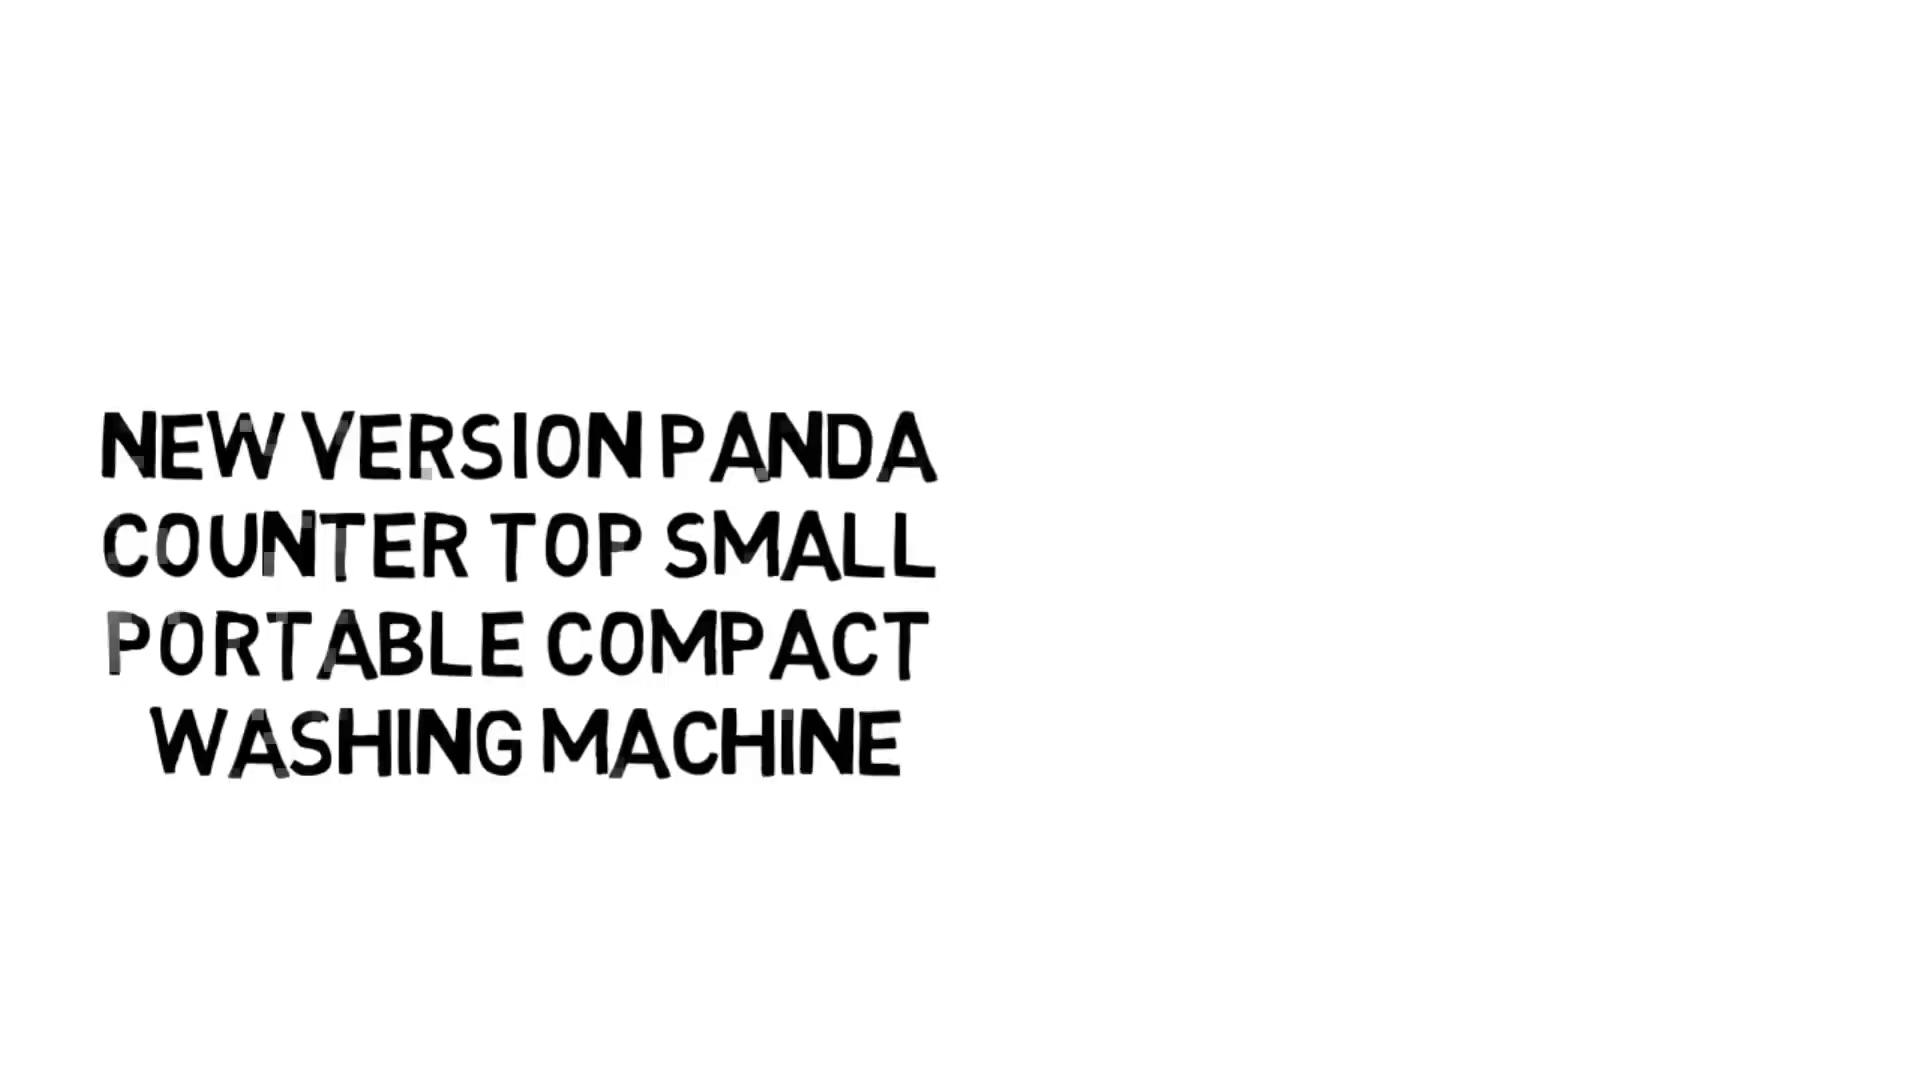 NEW VERSION PANDA
COUNTER TOP SMALL
PORTABLE COMPACT
WASHING MACHINE